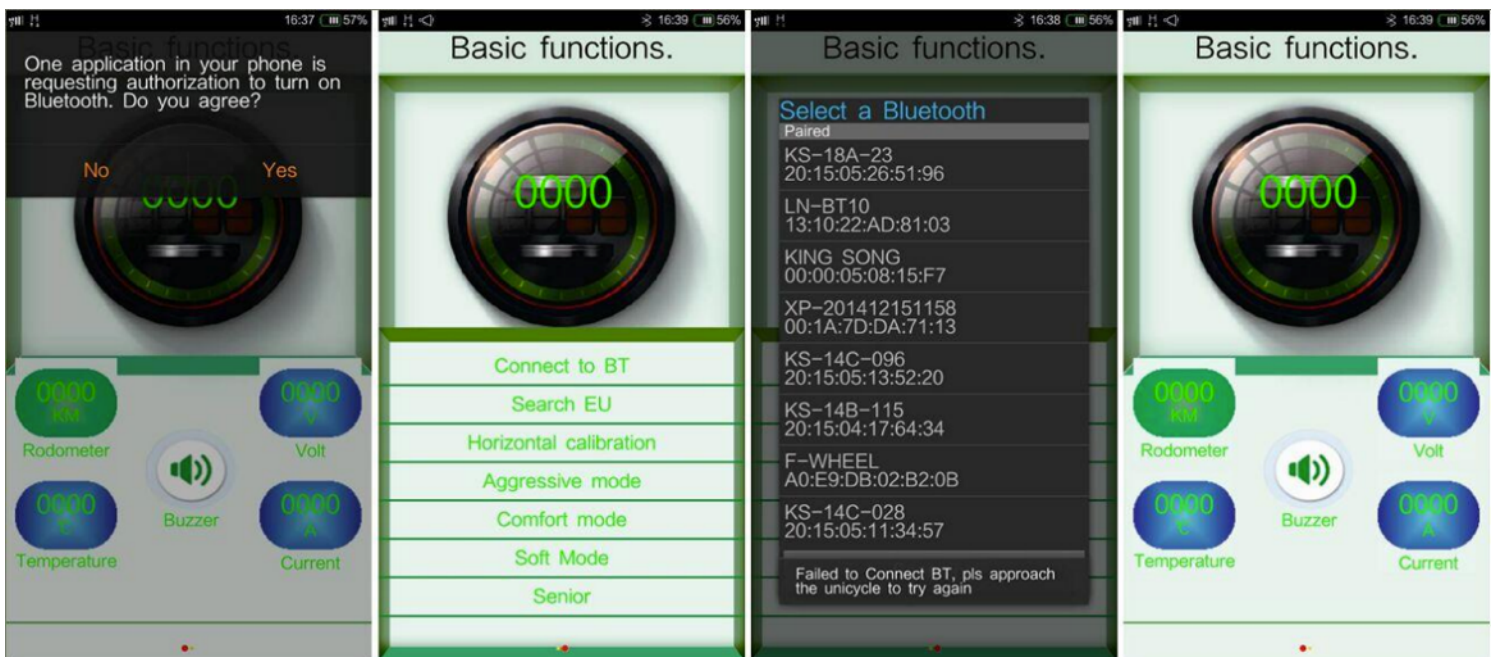 16:37 57%
Basic functions.
One application in your phone is
requesting authorization to turn on
Bluetooth. Do you agree?
No Yes
0000
0000
KM
Rodometer
0000
V
Volt
Buzzer
0000
°C
Temperature
0000
A
Current
16:39 56%
Basic functions.
0000
Connect to BT
Search EU
Horizontal calibration
Aggressive mode
Comfort mode
Soft Mode
Senior
16:38 56%
Basic functions.
Select a Bluetooth
Paired
KS-18A-23
20:15:05:26:51:96
LN-BT10
13:10:22:AD:81:03
KING SONG
00:00:05:08:15:F7
XP-201412151158
00:1A:7D:DA:71:13
KS-14C-096
20:15:05:13:52:20
KS-14B-115
20:15:04:17:64:34
F-WHEEL
A0:E9:DB:02:B2:0B
KS-14C-028
20:15:05:11:34:57
Failed to Connect BT, pls approach
the unicycle to try again
16:39 56%
Basic functions.
0000
0000
KM
Rodometer
0000
V
Volt
Buzzer
0000
°C
Temperature
0000
A
Current